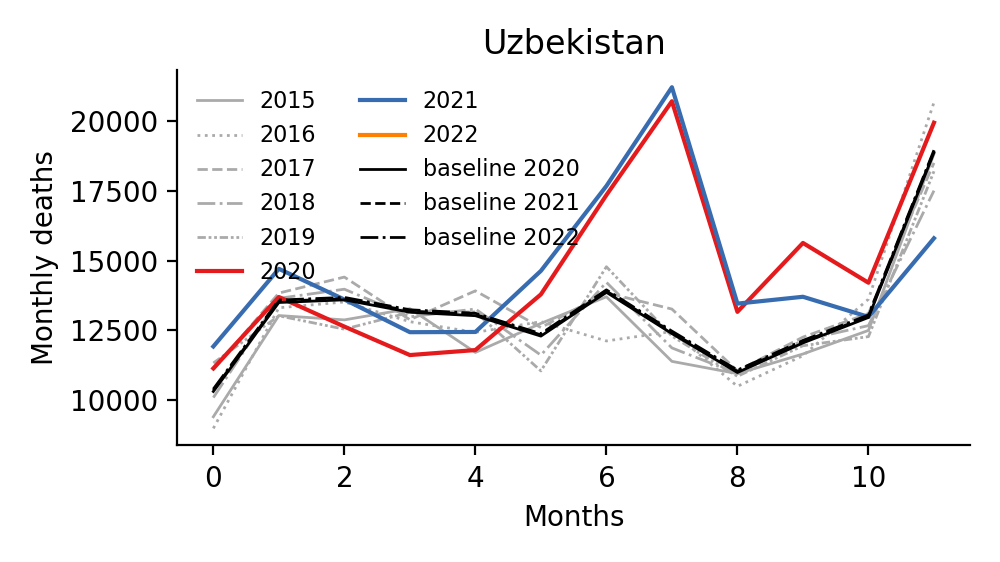 Uzbekistan
2015
2016
2017
2018
2019
2020
2021
2022
baseline 2020
baseline 2021
baseline 2022
Monthly deaths
20000
17500
15000
12500
10000
0 2 4 6 8 10
Months